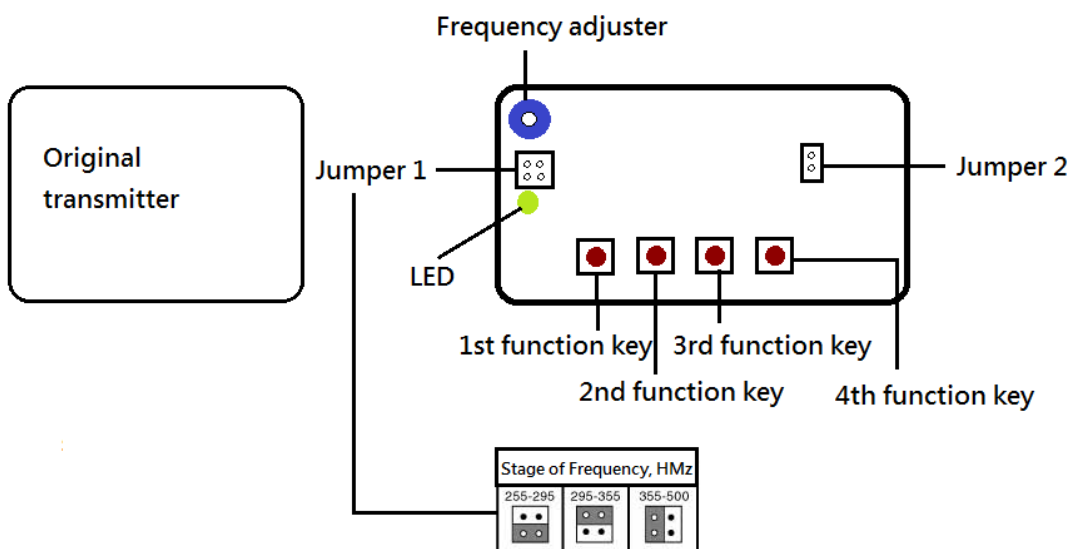 Frequency adjuster
Original
transmitter
Jumper 1
Jumper 2
LED
1st function key
3rd function key
2nd function key
4th function key
Stage of Frequency, HMz
255-295 295-355 355-500